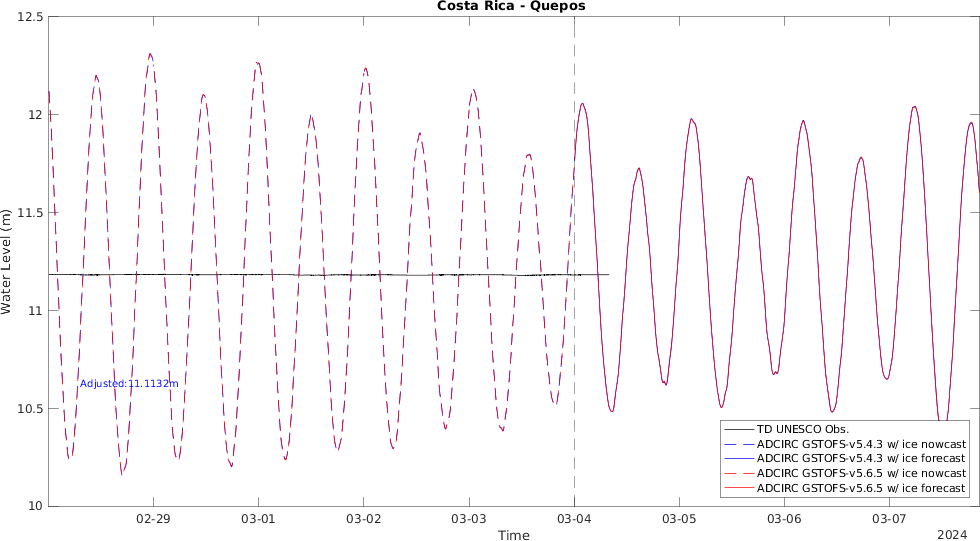 Costa Rica - Quepos
12.5
12
11.5
11
10.5
10
Water Level (m)
Adjusted:11.1132m
TD UNESCO Obs.
ADCIRC GSTOFS-v5.4.3 w/ ice nowcast
ADCIRC GSTOFS-v5.4.3 w/ ice forecast
ADCIRC GSTOFS-v5.6.5 w/ ice nowcast
ADCIRC GSTOFS-v5.6.5 w/ ice forecast
02-29 03-01 03-02 03-03 03-04 03-05 03-06 03-07
Time
2024